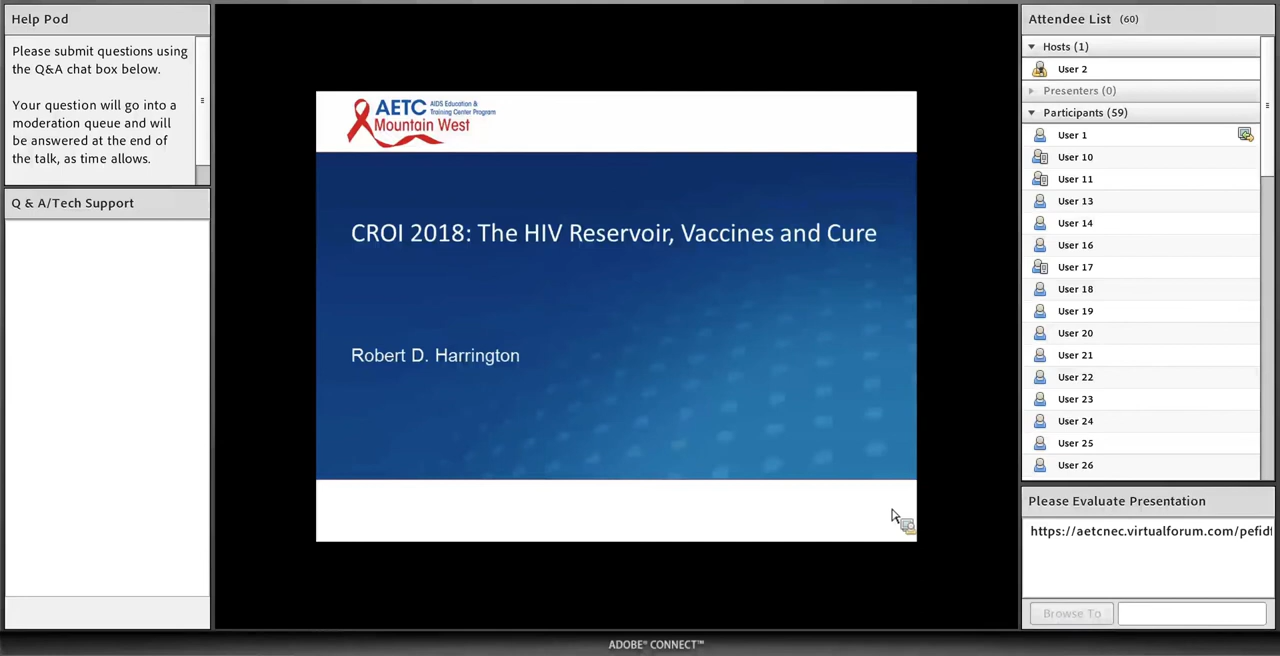 Help Pod
Please submit questions using
the Q&A chat box below.
Your question will go into a
moderation queue and will
be answered at the end of
the talk, as time allows.
Q & A/Tech Support
AETC AIDS Education &
Training Center Program
Mountain West
CROI 2018: The HIV Reservoir, Vaccines and Cure
Robert D. Harrington
Attendee List (60)
Hosts (1)
User 2
Presenters (0)
Participants (59)
User 1
User 10
User 11
User 13
User 14
User 16
User 17
User 18
User 19
User 20
User 21
User 22
User 23
User 24
User 25
User 26
Please Evaluate Presentation
https://aetcnec.virtualforum.com/pefidf
Browse To
ADOBE® CONNECT™